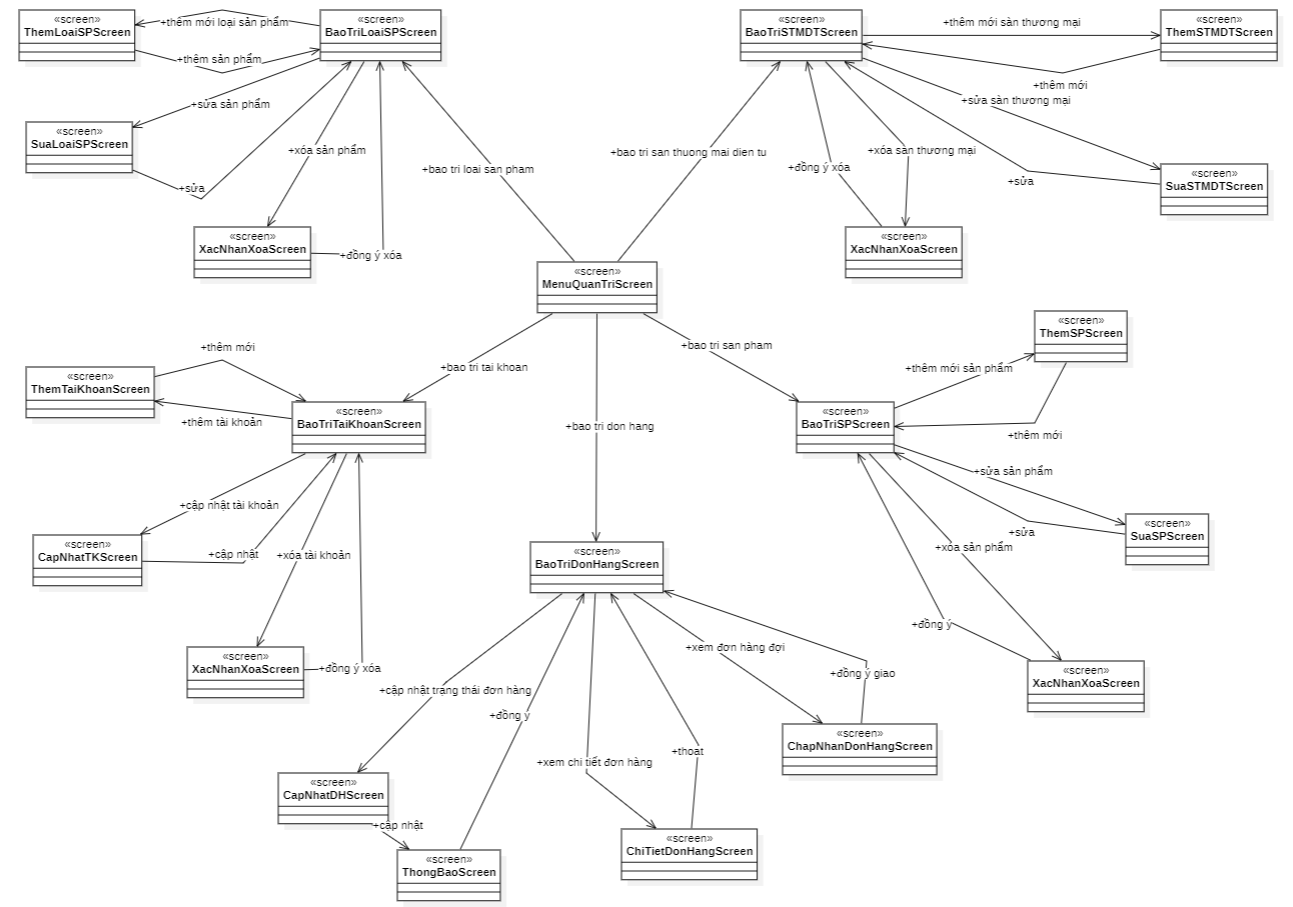 «screen»
ThemLoaiSPScreen
+thêm mới loại sản phẩm
«screen»
BaoTriLoaiSPScreen
+thêm sản phẩm
+sửa sản phẩm
«screen»
SuaLoaiSPScreen
+sửa
+xóa sản phẩm
«screen»
XacNhanXoaScreen
+đồng ý xóa
+bao tri loai san pham
«screen»
BaoTriSTMDTScreen
+thêm mới sàn thương mại
«screen»
ThemSTMDTScreen
+thêm mới
+sửa sàn thương mại
+bao tri san thuong mai dien tu
+đồng ý xóa
+xóa sàn thương mại
+sửa
«screen»
SuaSTMDTScreen
«screen»
XacNhanXoaScreen
«screen»
MenuQuanTriScreen
+bao tri tai khoan
+bao tri don hang
+bao tri san pham
«screen»
ThemSPScreen
+thêm mới sản phẩm
+thêm mới
«screen»
BaoTriSPScreen
+sửa sản phẩm
+sửa
«screen»
SuaSPScreen
+xóa sản phẩm
+đồng ý
«screen»
XacNhanXoaScreen
+thêm mới
«screen»
ThemTaiKhoanScreen
+thêm tài khoản
«screen»
BaoTriTaiKhoanScreen
+cập nhật tài khoản
«screen»
CapNhatTKScreen
+cập nhật
+xóa tài khoản
«screen»
XacNhanXoaScreen
+đồng ý xóa
«screen»
BaoTriDonHangScreen
+xem đơn hàng đợi
+đồng ý giao
«screen»
ChapNhanDonHangScreen
+cập nhật trạng thái đơn hàng
+đồng ý
+xem chi tiết đơn hàng
+thoát
«screen»
CapNhatDHScreen
+cập nhật
«screen»
ThongBaoScreen
«screen»
ChiTietDonHangScreen